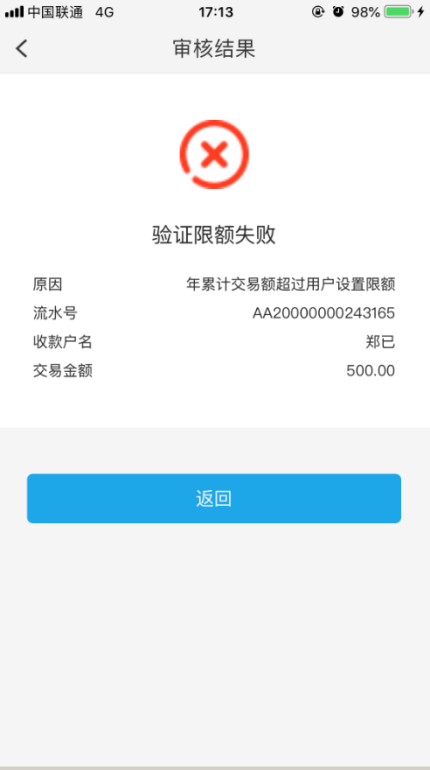 中国联通 4G 17:13 98%
审核结果
验证限额失败
原因 年累计交易额超过用户设置限额
流水号 AA20000000243165
收款户名 郑已
交易金额 500.00
返回